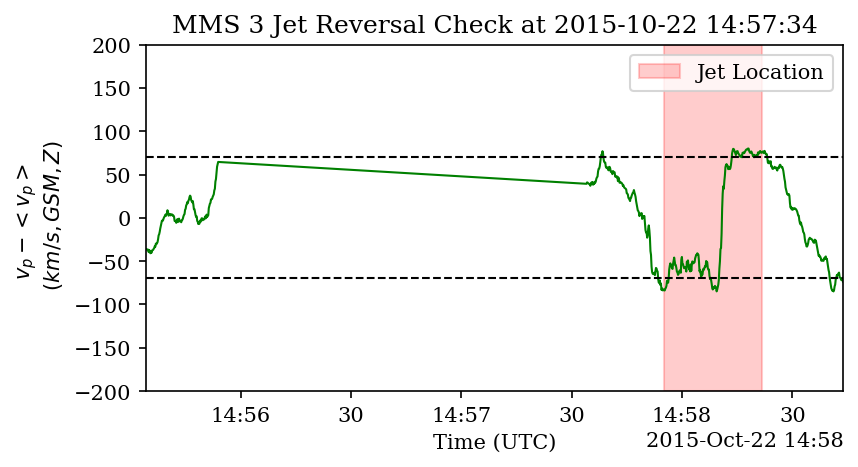 MMS 3 Jet Reversal Check at 2015-10-22 14:57:34
200
150
100
50
0
−50
−100
−150
−200
v_p − < v_p >
(km/s, GSM, Z)
Jet Location
14:56
30
14:57
30
14:58
30
Time (UTC)
2015-Oct-22 14:58